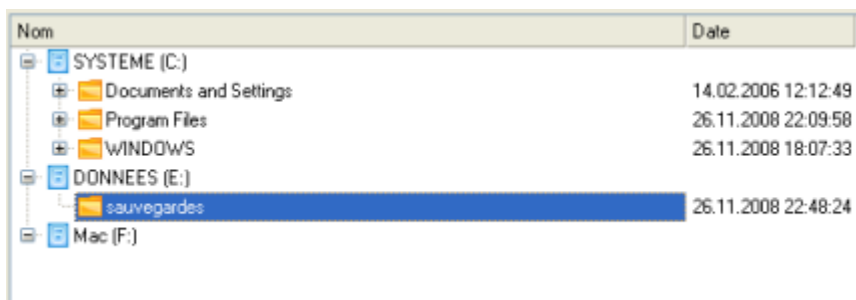 Nom Date
SYSTEME (C:)
Documents and Settings 14.02.2006 12:12:49
Program Files 26.11.2008 22:09:58
WINDOWS 26.11.2008 18:07:33
DONNEES (E:)
sauvegardes 26.11.2008 22:48:24
Mac (F:)